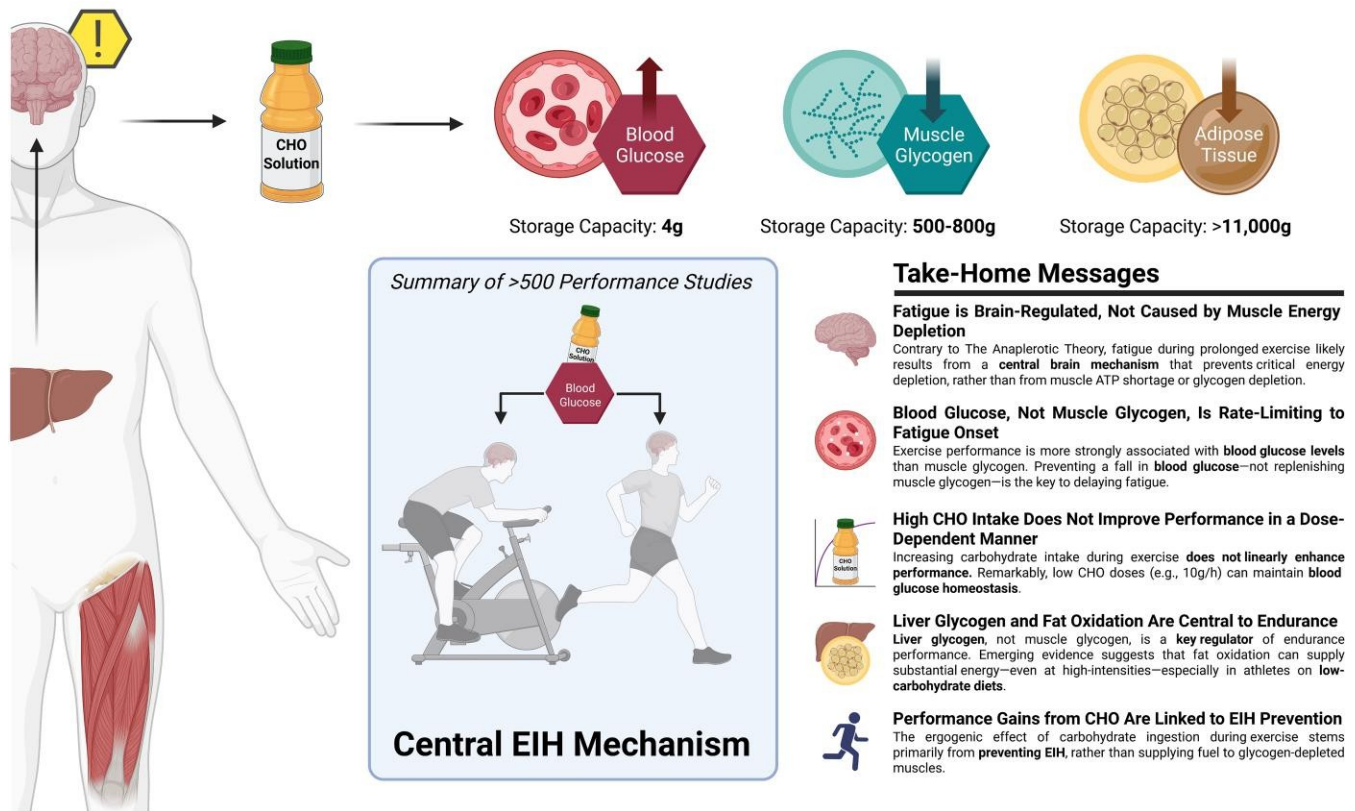 !
CHO
Solution
Blood
Glucose
Muscle
Glycogen
Adipose
Tissue
Storage Capacity: 4g
Storage Capacity: 500-800g
Storage Capacity: >11,000g
Summary of >500 Performance Studies
CHO
Solution
Blood
Glucose
Central EIH Mechanism
Take-Home Messages
Fatigue is Brain-Regulated, Not Caused by Muscle Energy
Depletion
Contrary to The Anaplerotic Theory, fatigue during prolonged exercise likely
results from a central brain mechanism that prevents critical energy
depletion, rather than from muscle ATP shortage or glycogen depletion.
Blood Glucose, Not Muscle Glycogen, Is Rate-Limiting to
Fatigue Onset
Exercise performance is more strongly associated with blood glucose levels
than muscle glycogen. Preventing a fall in blood glucose—not replenishing
muscle glycogen—is the key to delaying fatigue.
High CHO Intake Does Not Improve Performance in a Dose-
Dependent Manner
Increasing carbohydrate intake during exercise does not linearly enhance
performance. Remarkably, low CHO doses (e.g., 10g/h) can maintain blood
glucose homeostasis.
CHO
Solution
Liver Glycogen and Fat Oxidation Are Central to Endurance
Liver glycogen, not muscle glycogen, is a key regulator of endurance
performance. Emerging evidence suggests that fat oxidation can supply
substantial energy—even at high-intensities—especially in athletes on low-
carbohydrate diets.
Performance Gains from CHO Are Linked to EIH Prevention
The ergogenic effect of carbohydrate ingestion during exercise stems
primarily from preventing EIH, rather than supplying fuel to glycogen-depleted
muscles.